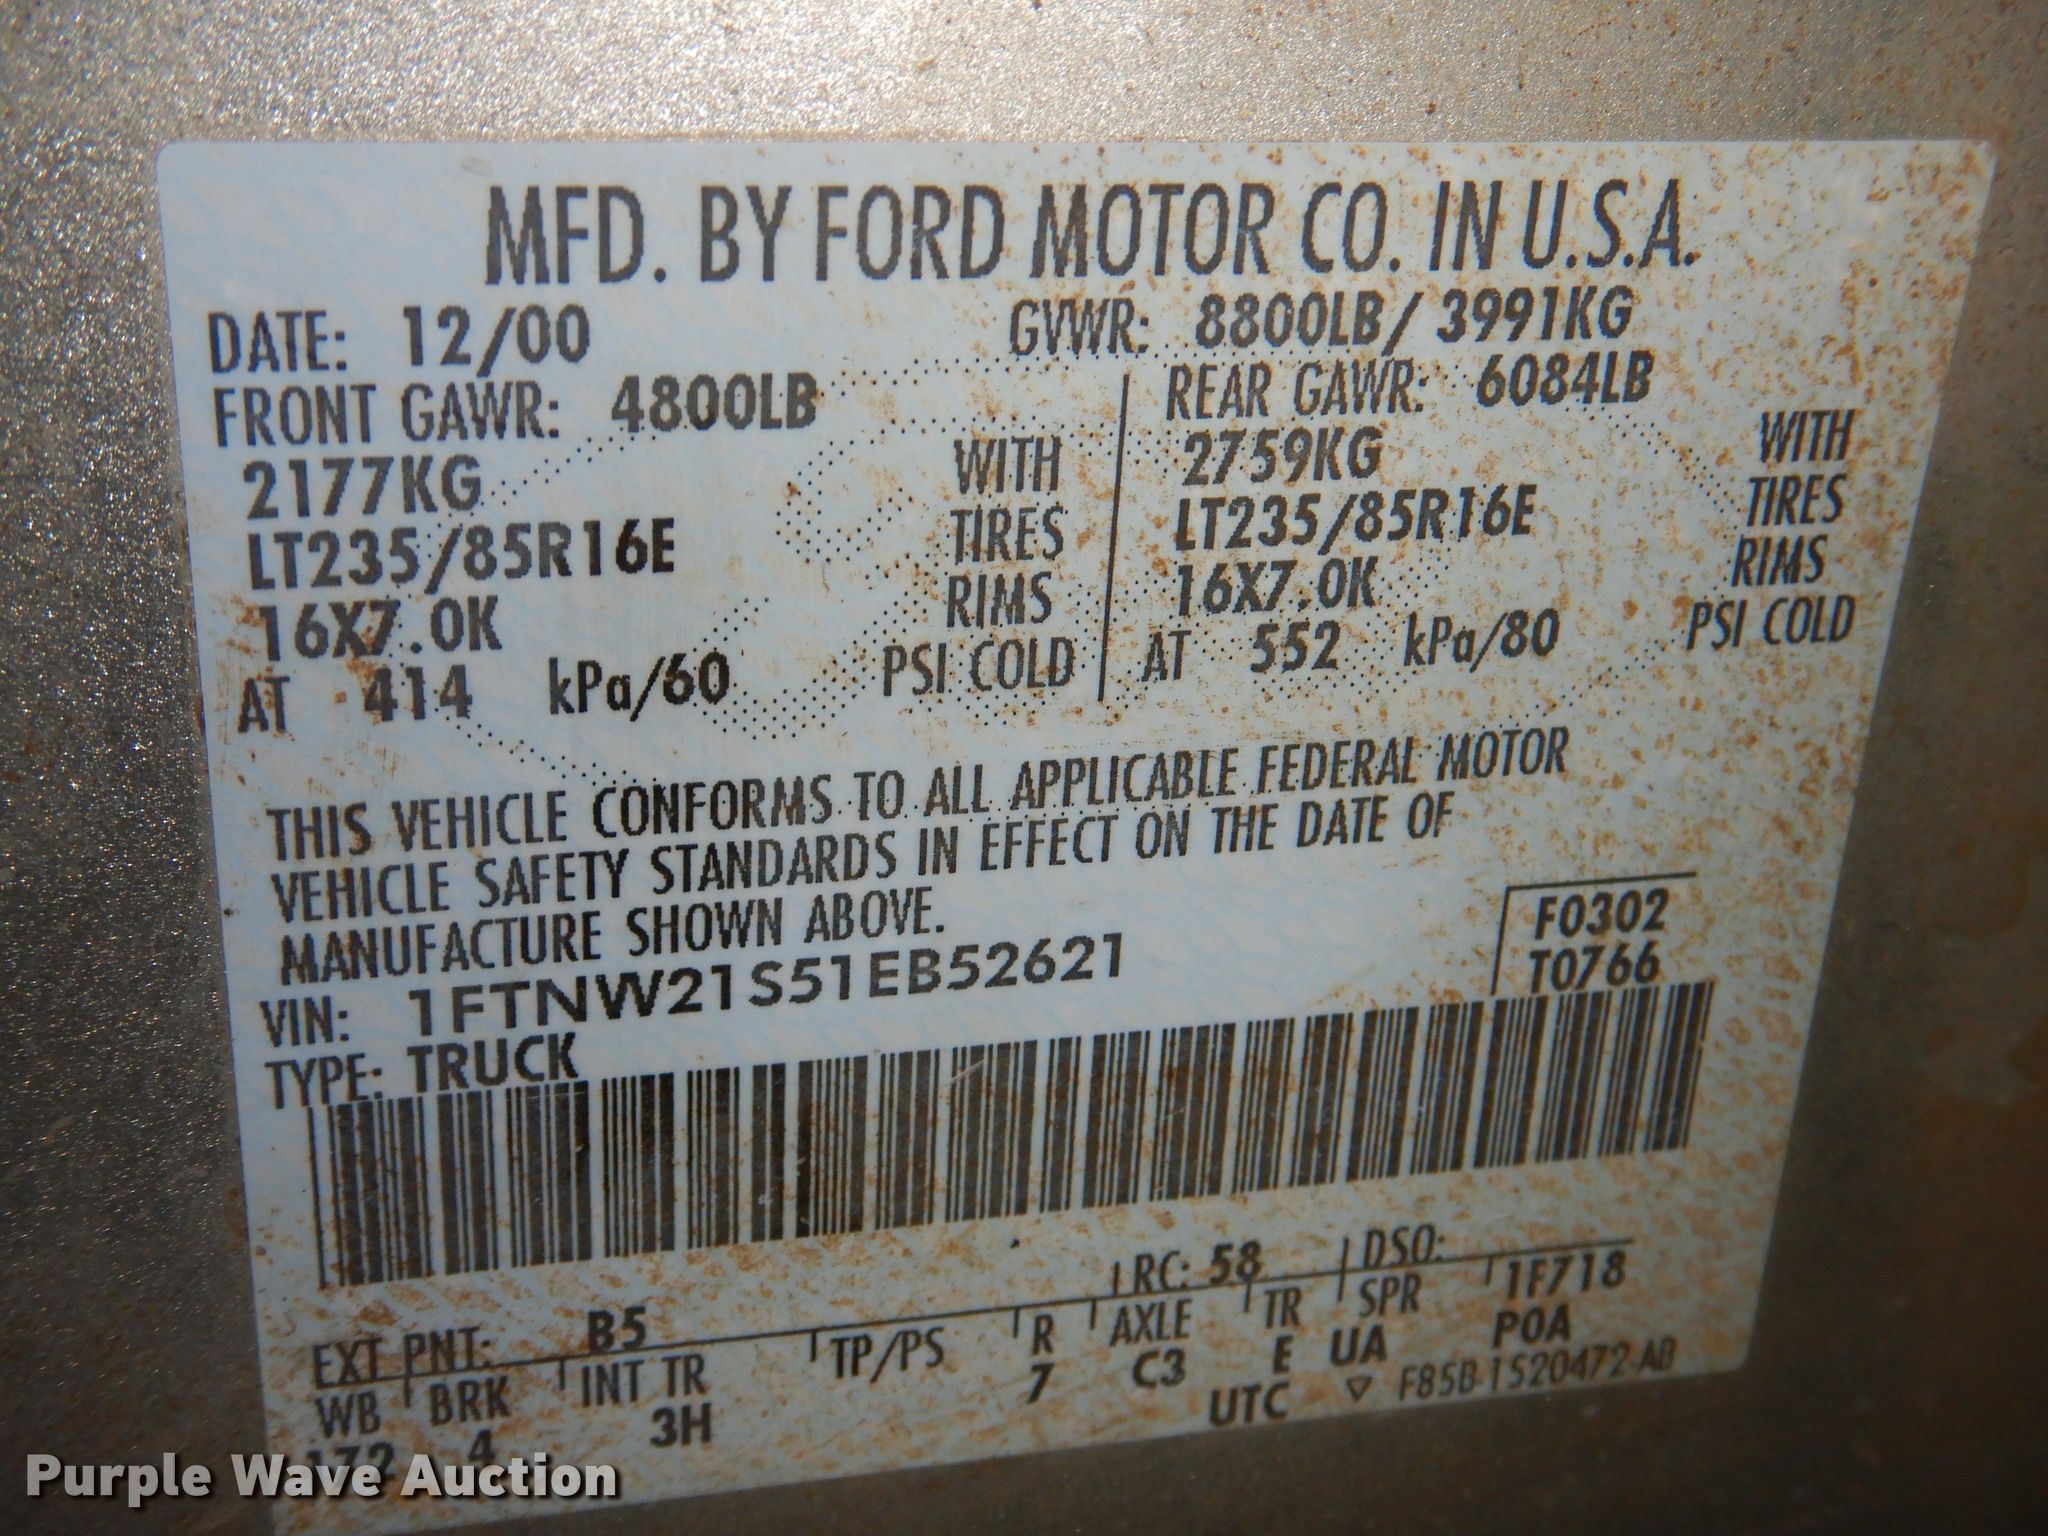 MFD. BY FORD MOTOR CO. IN U.S.A.
DATE: 12/00 GVWR: 8800LB/ 3991KG
FRONT GAWR: 4800LB REAR GAWR: 6084LB
2177KG WITH 2759KG WITH
LT235/85R16E TIRES LT235/85R16E TIRES
16X7.0K RIMS 16X7.0K RIMS
AT 414 kPa/60 PSI COLD AT 552 kPa/80 PSI COLD
THIS VEHICLE CONFORMS TO ALL APPLICABLE FEDERAL MOTOR
VEHICLE SAFETY STANDARDS IN EFFECT ON THE DATE OF
MANUFACTURE SHOWN ABOVE.
F0302
T0766
VIN: 1FTNW21S51EB52621
TYPE: TRUCK
EXT PNT: B5 RC: 58 DSO:
WB BRK INT TR TP/PS R AXLE TR SPR 1F718
172 4 3H 7 C3 E UA POA
UTC ▽ F85B-1520472-AB
Purple Wave Auction